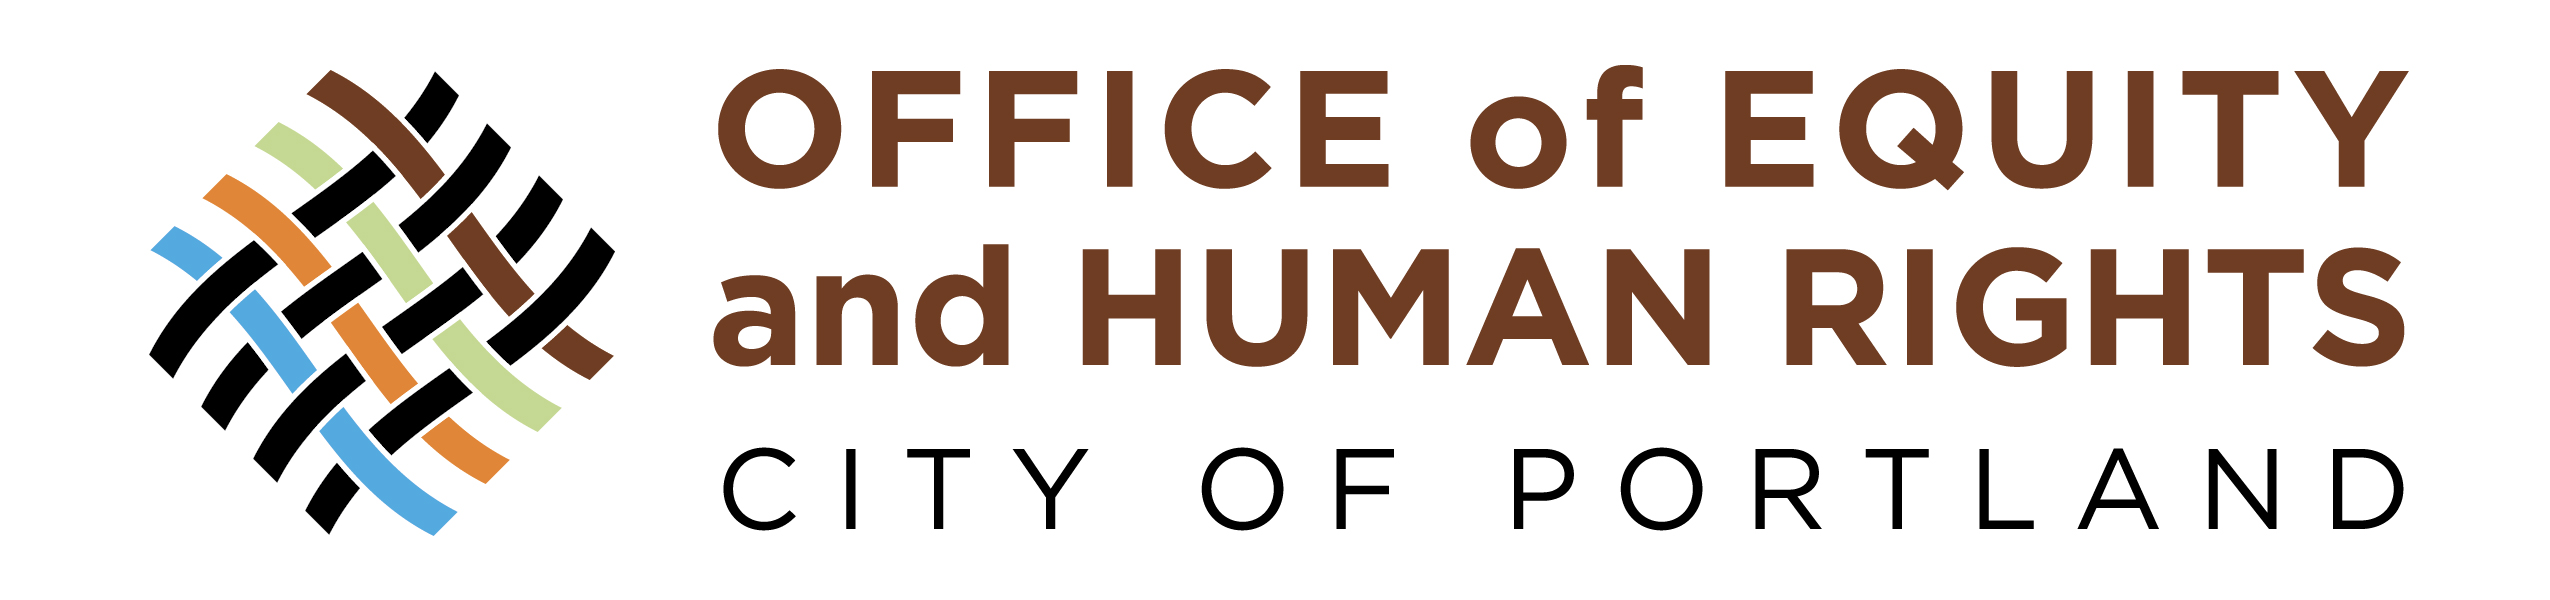 OFFICE of EQUITY
and HUMAN RIGHTS
CITY OF PORTLAND